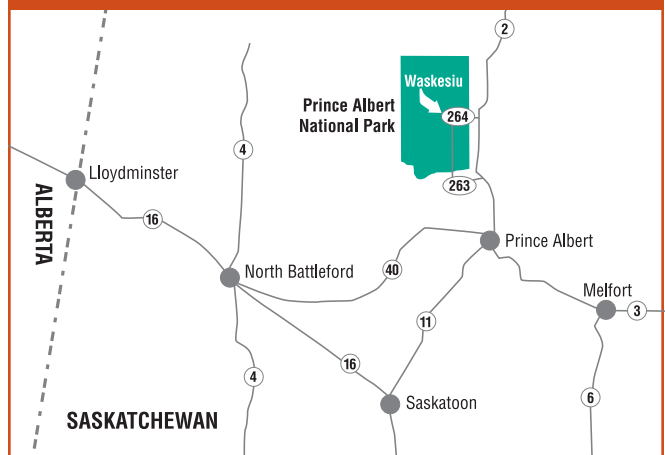 2
Waskesiu
Prince Albert
National Park
264
4
Lloydminster
263
ALBERTA
16
Prince Albert
North Battleford
40
Melfort
3
11
16
4
6
Saskatoon
SASKATCHEWAN